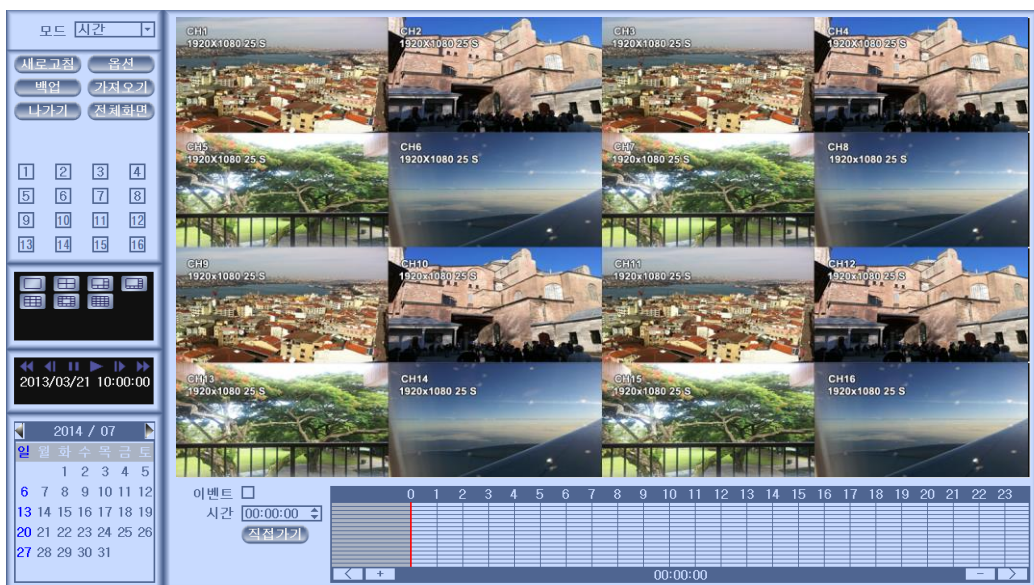 모드 시간
새로고침 옵션
백업 가져오기
나가기 전체화면
1 2 3 4
5 6 7 8
9 10 11 12
13 14 15 16
2013/03/21 10:00:00
2014 / 07
일 월 화 수 목 금 토
1 2 3 4 5
6 7 8 9 10 11 12
13 14 15 16 17 18 19
20 21 22 23 24 25 26
27 28 29 30 31
CH1
1920X1080 25 S
CH2
1920X1080 25 S
CH3
1920X1080 25 S
CH4
1920X1080 25 S
CH5
1920X1080 25 S
CH6
1920X1080 25 S
CH7
1920x1080 25 S
CH8
1920x1080 25 S
CH9
1920x1080 25 S
CH10
1920x1080 25 S
CH11
1920x1080 25 S
CH12
1920x1080 25 S
CH13
1920x1080 25 S
CH14
1920x1080 25 S
CH15
1920x1080 25 S
CH16
1920x1080 25 S
이벤트
시간 00:00:00
직접가기
0 1 2 3 4 5 6 7 8 9 10 11 12 13 14 15 16 17 18 19 20 21 22 23
< + 00:00:00 - >